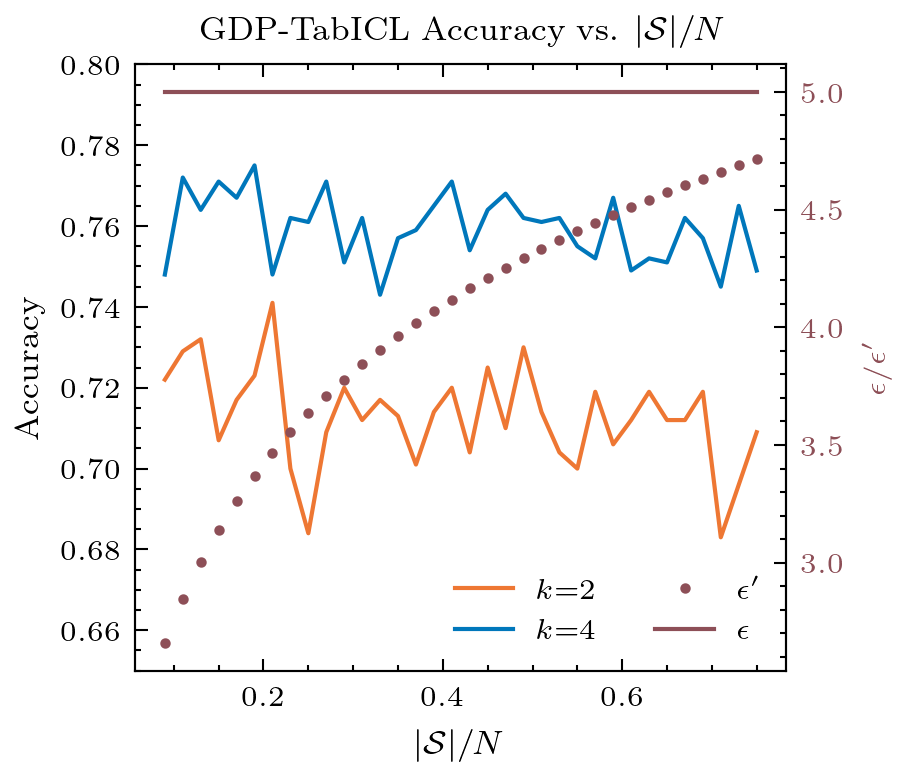 GDP-TabICL Accuracy vs. |𝒮|/N
0.80
0.78
0.76
0.74
0.72
0.70
0.68
0.66
Accuracy
5.0
4.5
4.0
3.5
3.0
ϵ/ϵ′
k=2
k=4
ϵ′
ϵ
0.2 0.4 0.6
|𝒮|/N